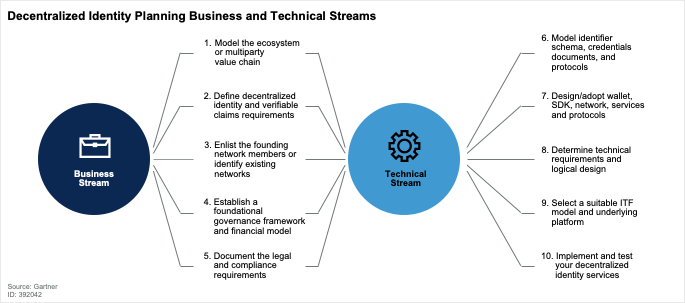 Decentralized Identity Planning Business and Technical Streams
Business
Stream
1. Model the ecosystem
or multiparty
value chain
2. Define decentralized
identity and verifiable
claims requirements
3. Enlist the founding
network members or
identify existing
networks
4. Establish a
foundational
governance framework
and financial model
5. Document the legal
and compliance
requirements
Technical
Stream
6. Model identifier
schema, credentials
documents, and
protocols
7. Design/adopt wallet,
SDK, network, services
and protocols
8. Determine technical
requirements and
logical design
9. Select a suitable ITF
model and underlying
platform
10. Implement and test
your decentralized
identity services
Source: Gartner
ID: 392042